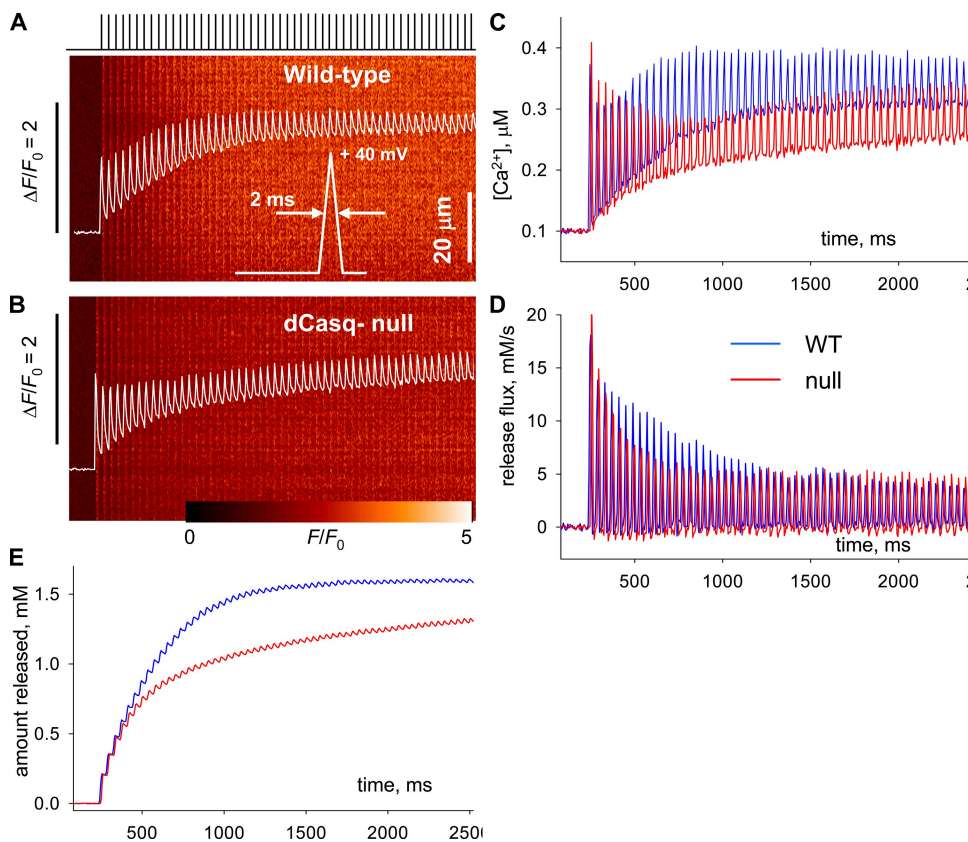 A
Wild-type
ΔF/F0 = 2
+ 40 mV
2 ms
20 μm
B
dCasq- null
ΔF/F0 = 2
0
F/F0
5
C
0.4
0.3
0.2
0.1
[Ca2+], μM
time, ms
500
1000
1500
2000
2
D
20
15
10
5
0
release flux, mM/s
WT
null
time, ms
500
1000
1500
2000
2
E
1.5
1.0
0.5
0.0
amount released, mM
time, ms
500
1000
1500
2000
2500